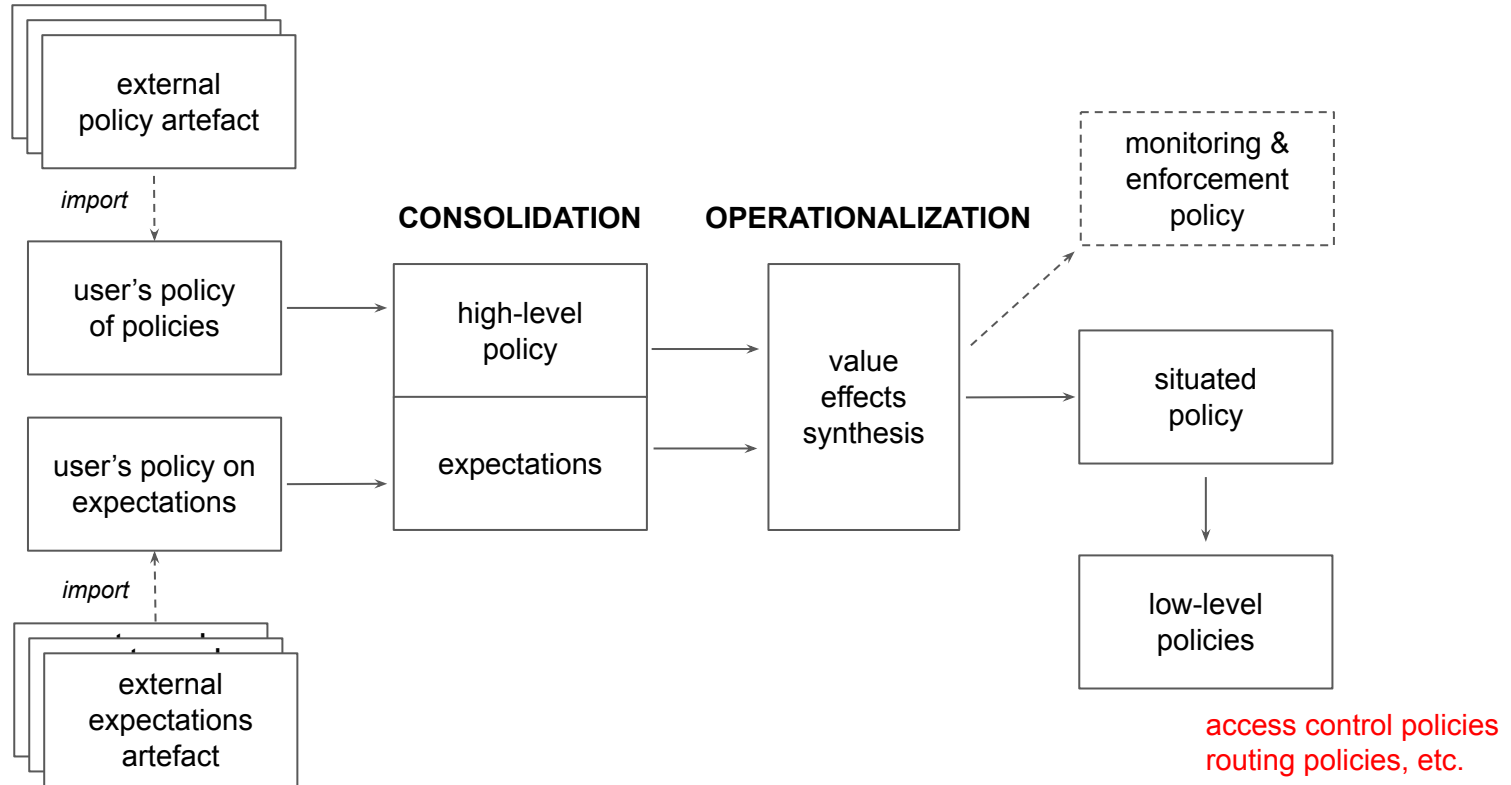 external
policy artefact
import
user's policy
of policies
user's policy on
expectations
import
external
expectations
artefact
CONSOLIDATION
high-level
policy
expectations
OPERATIONALIZATION
value
effects
synthesis
monitoring &
enforcement
policy
situated
policy
low-level
policies
access control policies
routing policies, etc.